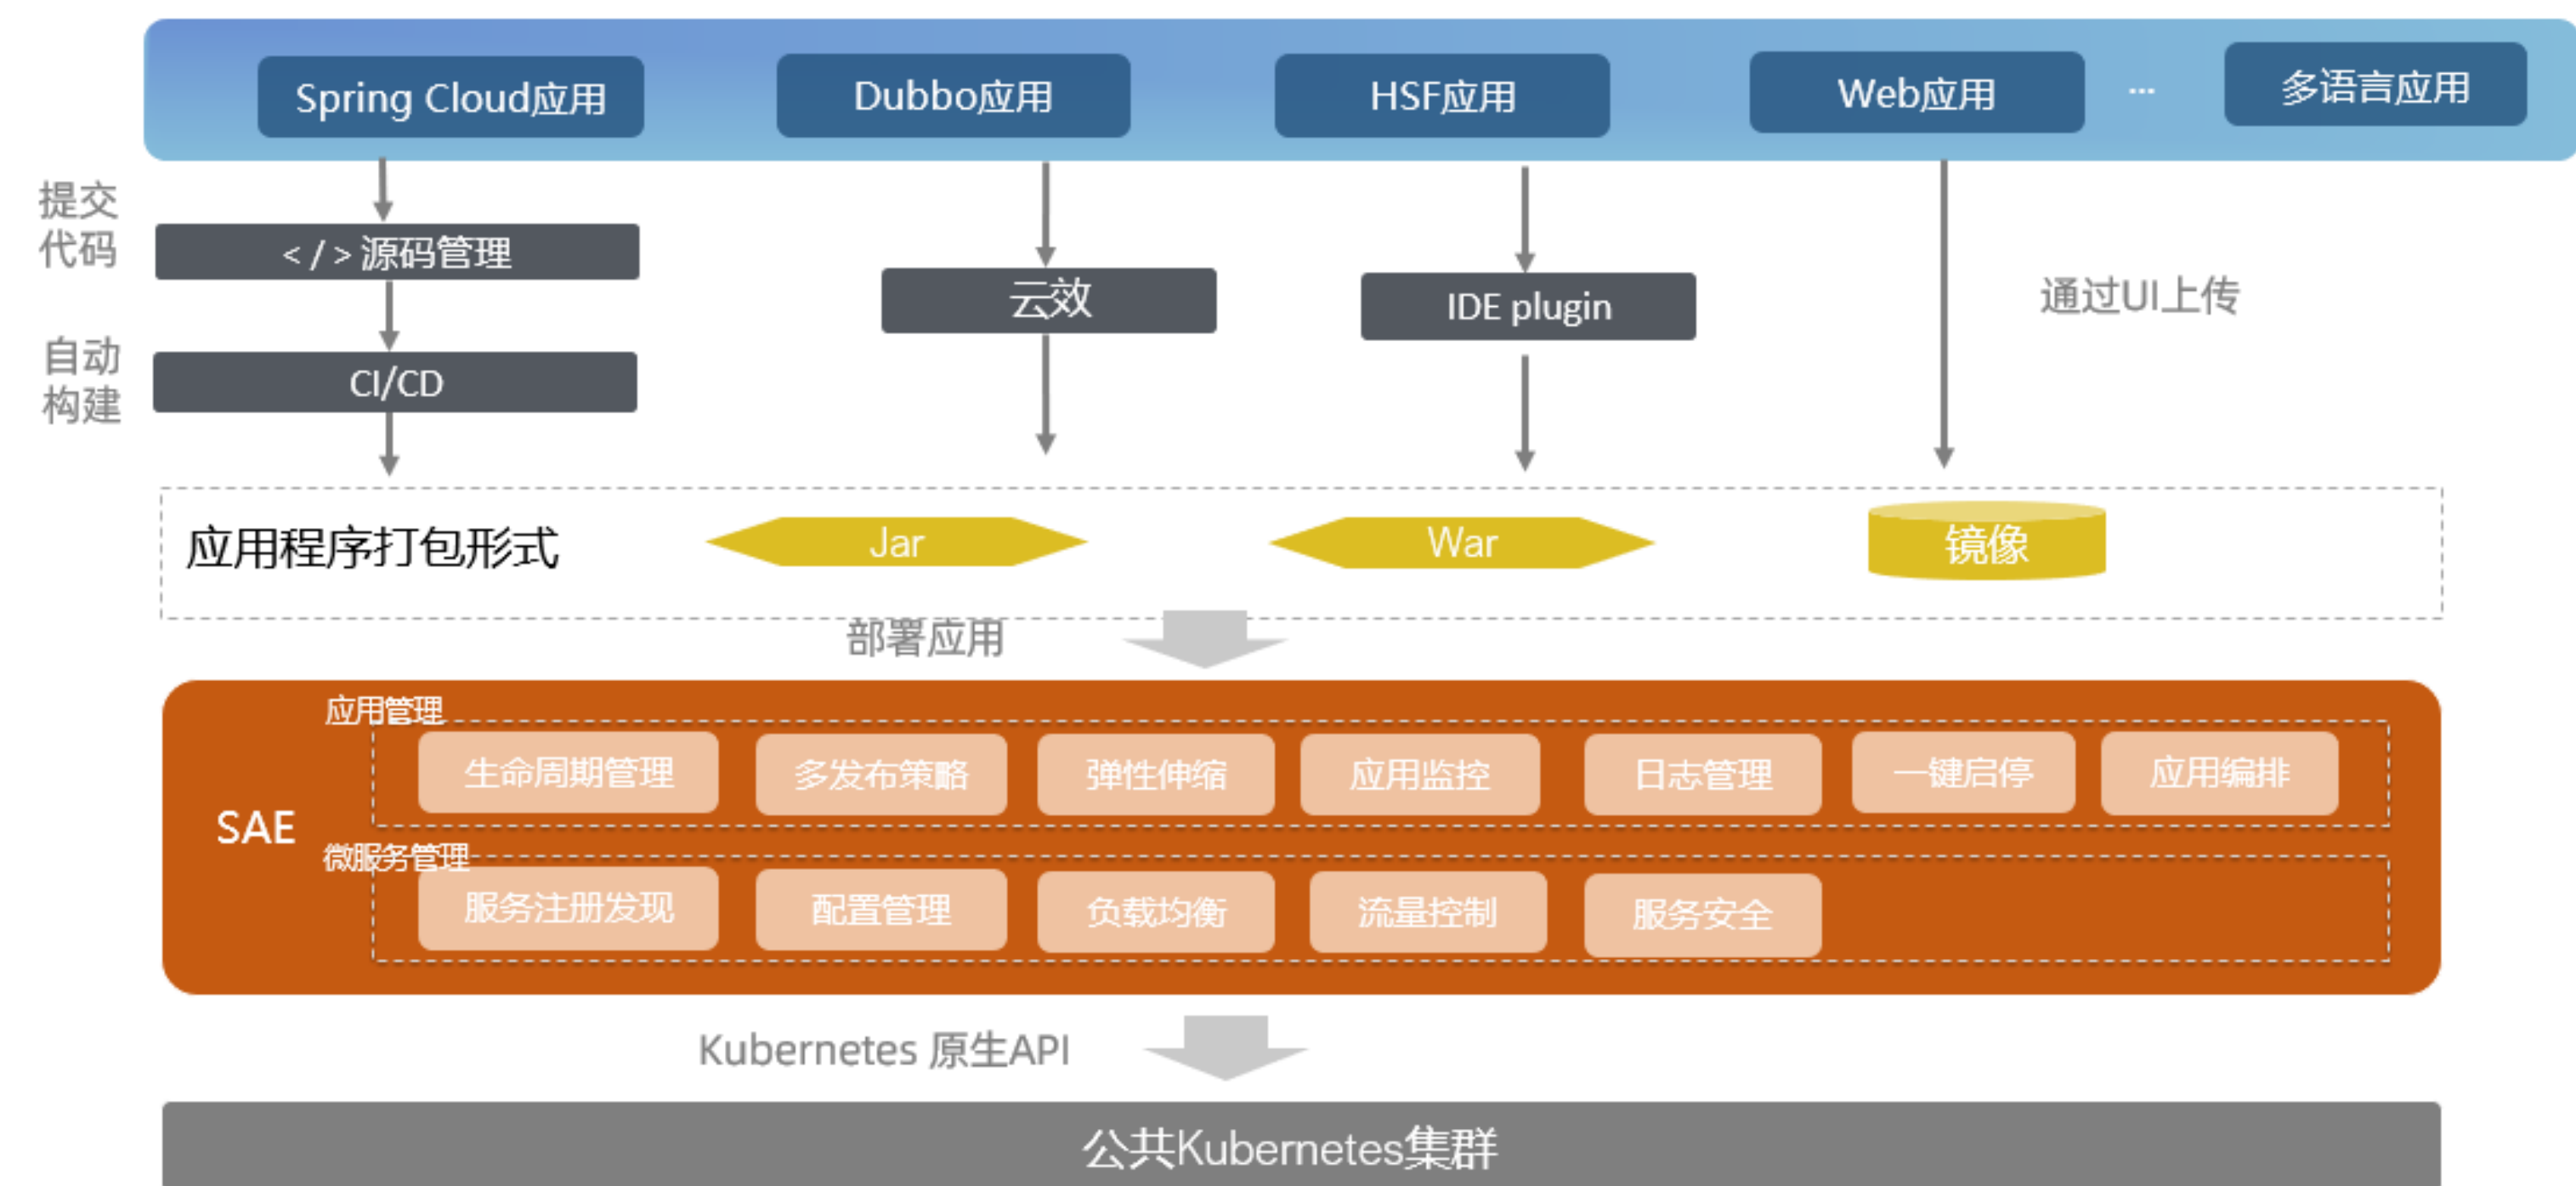 Spring Cloud应用
Dubbo应用
HSF应用
Web应用
...
多语言应用
提交
代码
< / > 源码管理
云效
IDE plugin
通过UI上传
自动
构建
CI/CD
应用程序打包形式
Jar
War
镜像
部署应用
SAE
应用管理
生命周期管理
多发布策略
弹性伸缩
应用监控
日志管理
一键启停
应用编排
微服务管理
服务注册发现
配置管理
负载均衡
流量控制
服务安全
Kubernetes 原生API
公共Kubernetes集群